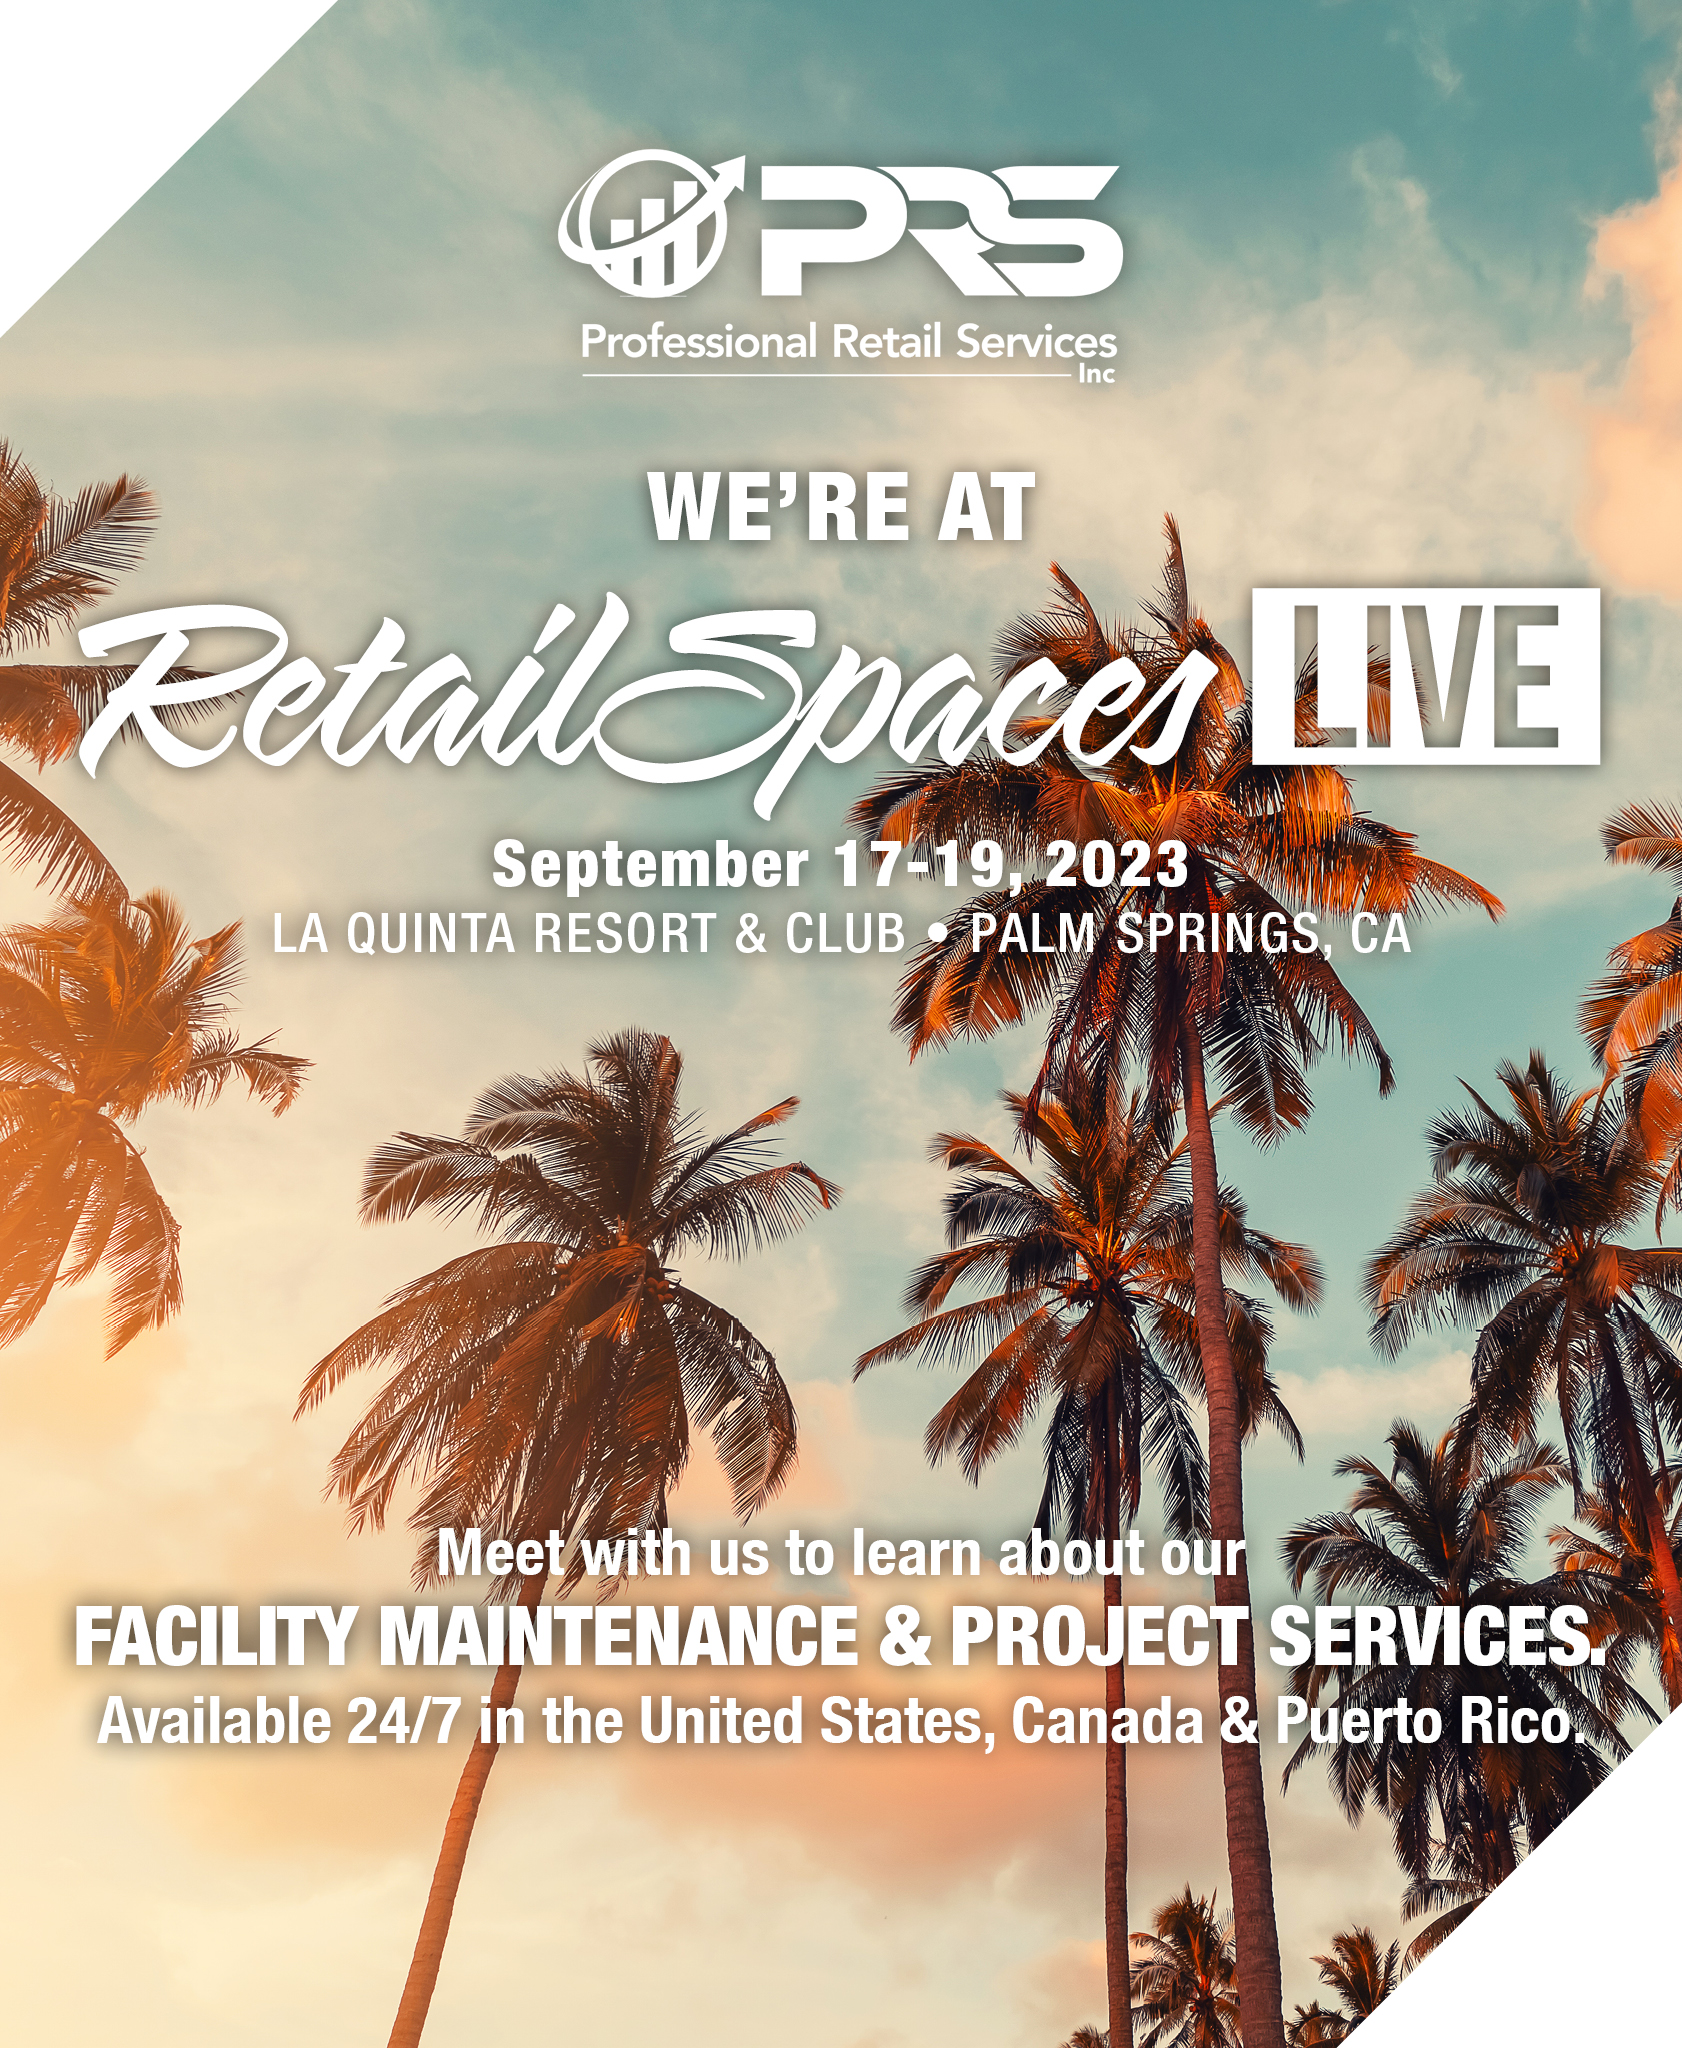 PRS
Professional Retail Services
Inc
WE'RE AT
RetailSpaces LIVE
September 17-19, 2023
LA QUINTA RESORT & CLUB • PALM SPRINGS, CA
Meet with us to learn about our
FACILITY MAINTENANCE & PROJECT SERVICES.
Available 24/7 in the United States, Canada & Puerto Rico.